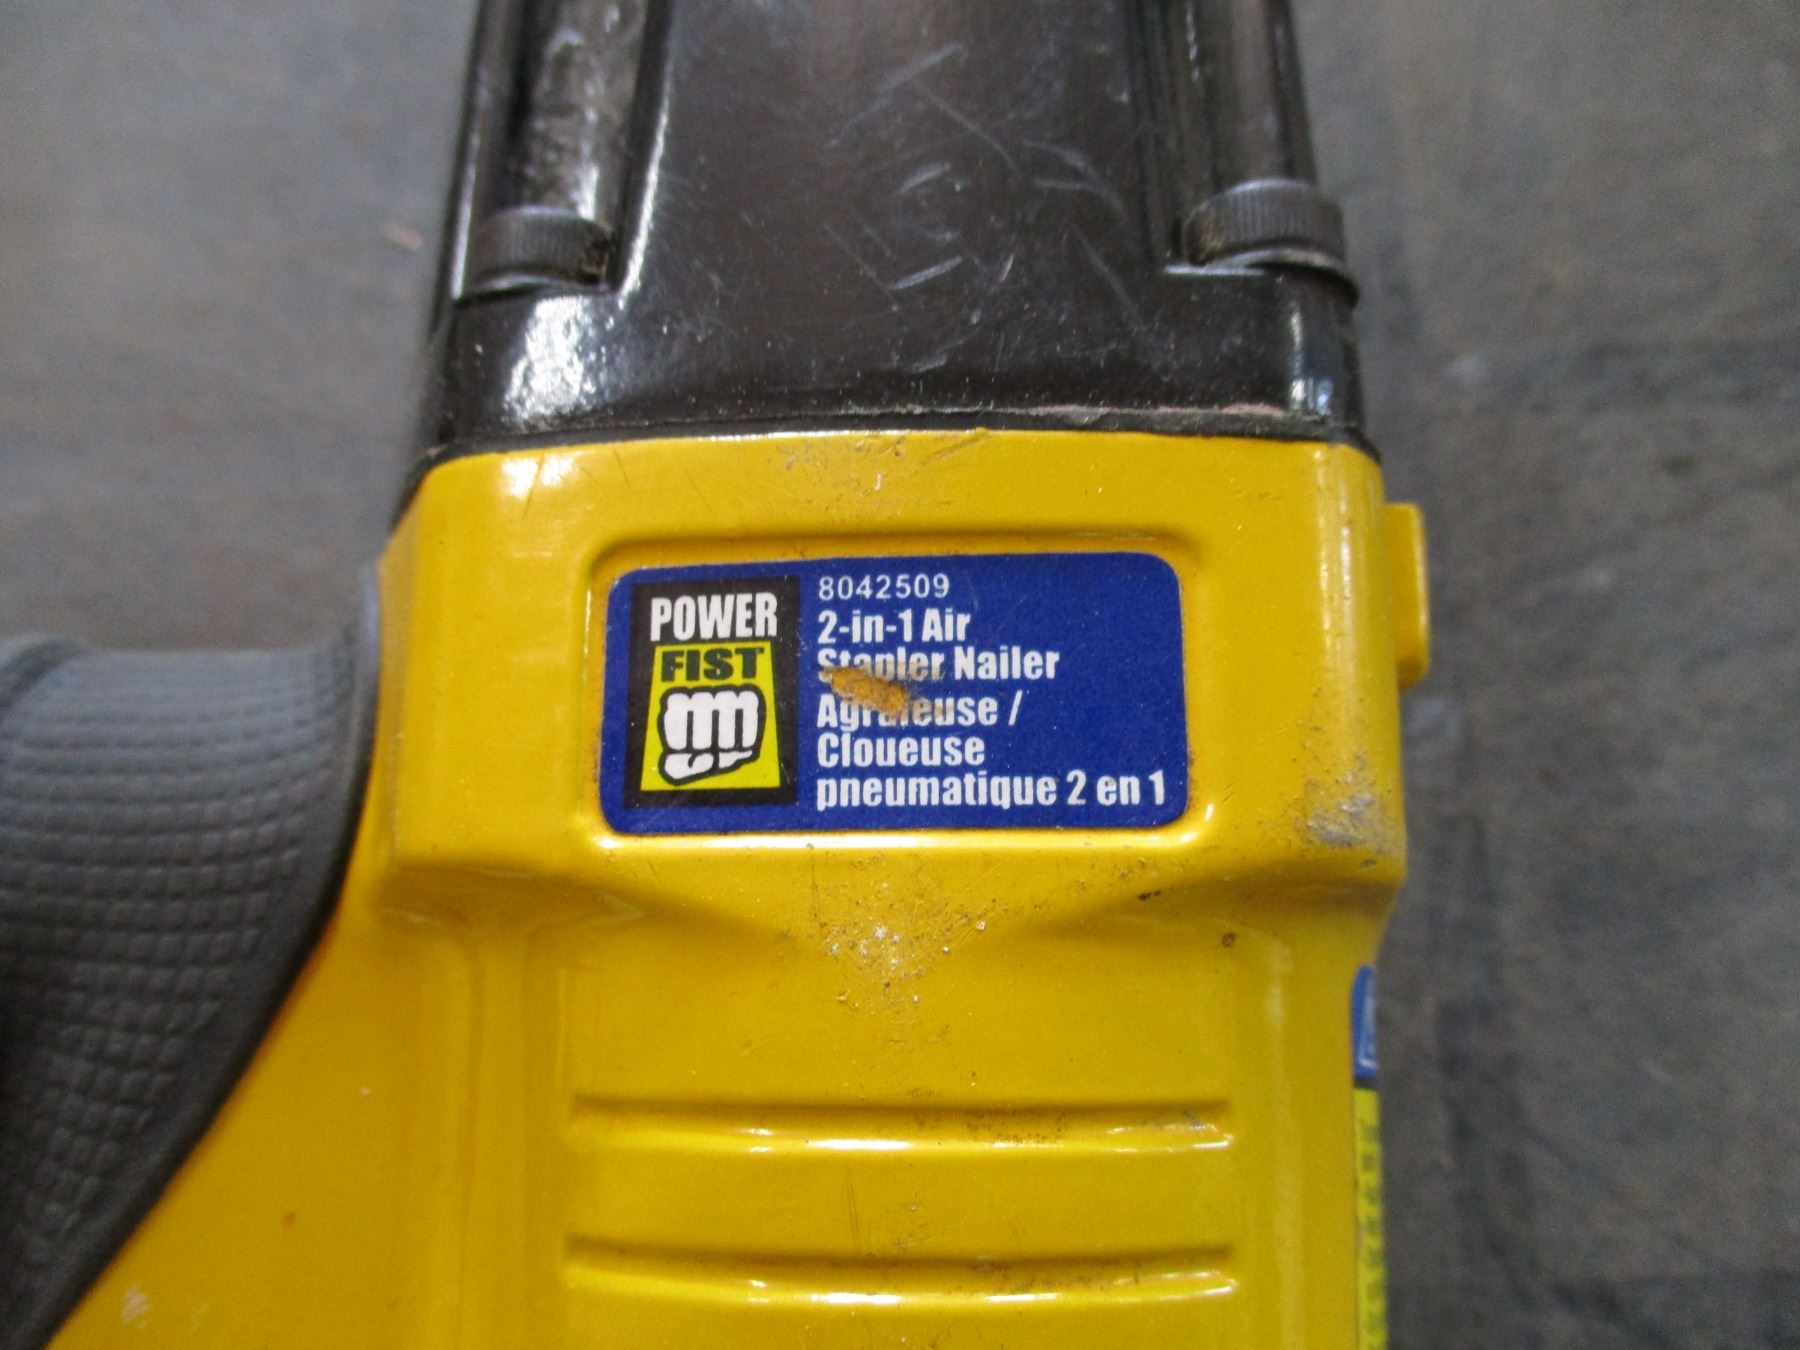 POWER
FIST
8042509
2-in-1 Air
Stapler Nailer
Agrafeuse /
Cloueuse
pneumatique 2 en 1